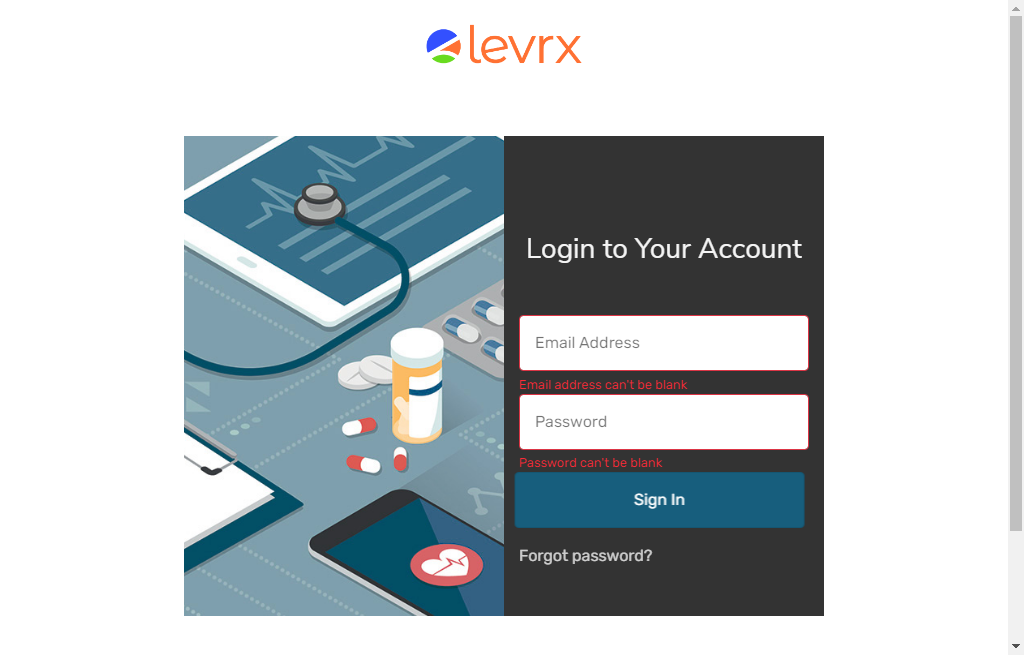 levrx
Login to Your Account
Email Address
Email address can't be blank
Password
Password can't be blank
Sign In
Forgot password?